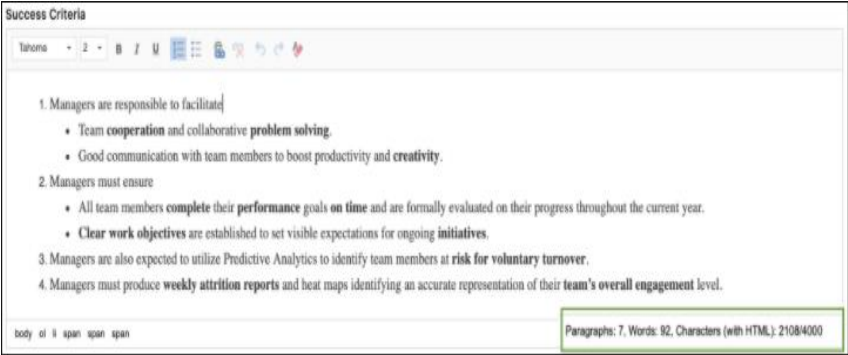 Success Criteria
Tahoma 2 B I U
1. Managers are responsible to facilitate
• Team cooperation and collaborative problem solving.
• Good communication with team members to boost productivity and creativity.
2. Managers must ensure
• All team members complete their performance goals on time and are formally evaluated on their progress throughout the current year.
• Clear work objectives are established to set visible expectations for ongoing initiatives.
3. Managers are also expected to utilize Predictive Analytics to identify team members at risk for voluntary turnover.
4. Managers must produce weekly attrition reports and heat maps identifying an accurate representation of their team's overall engagement level.
body ol li span span span
Paragraphs: 7, Words: 92, Characters (with HTML): 2108/4000